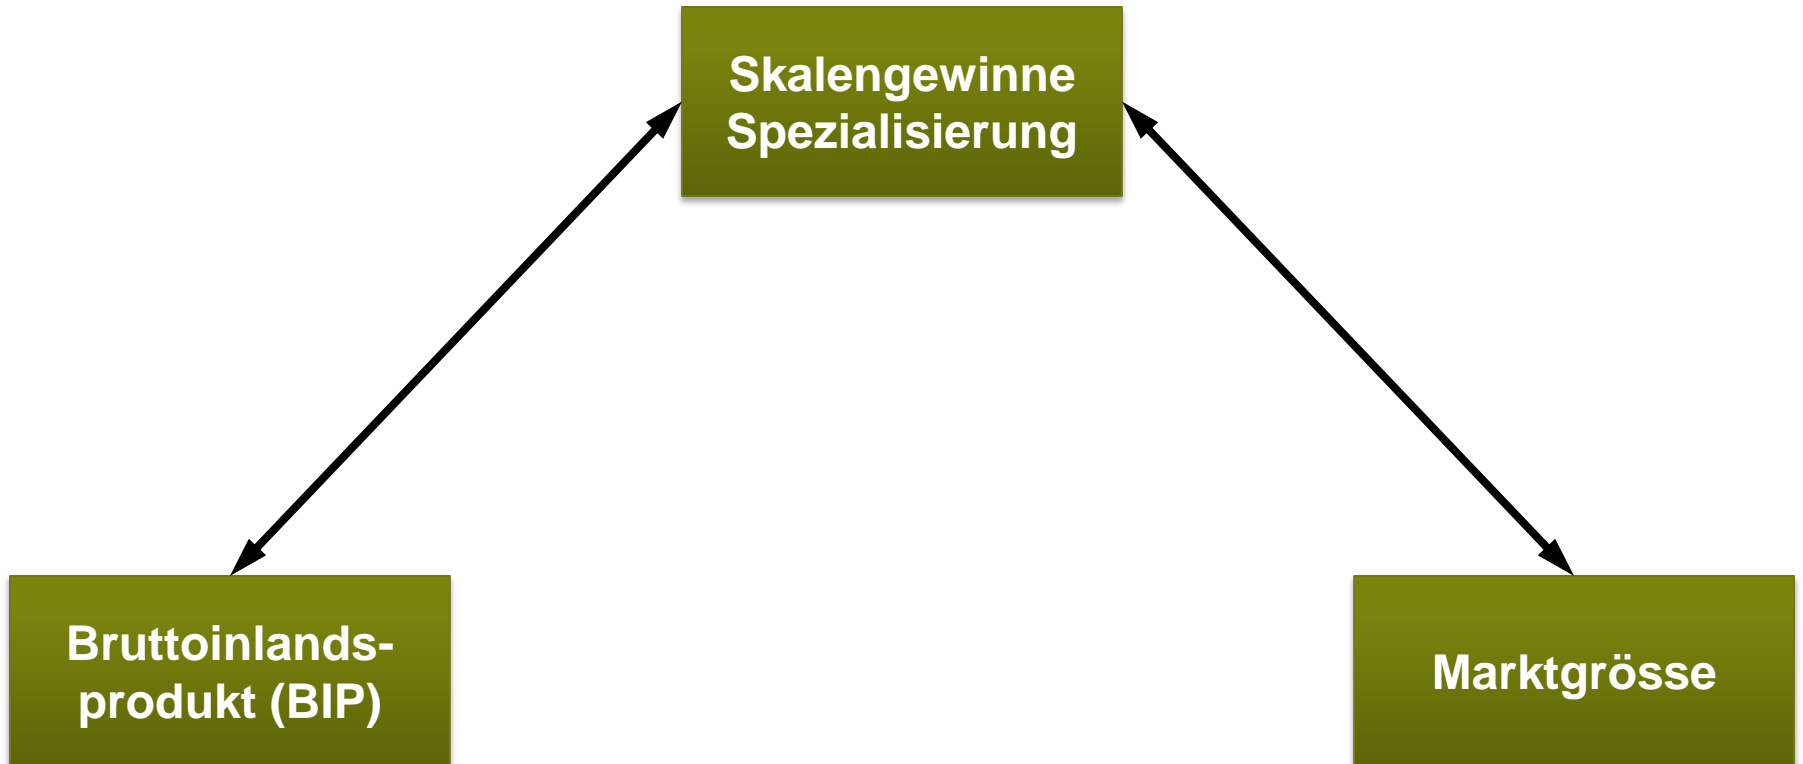 Skalengewinne
Spezialisierung
Bruttoinlands-
produkt (BIP)
Marktgrösse